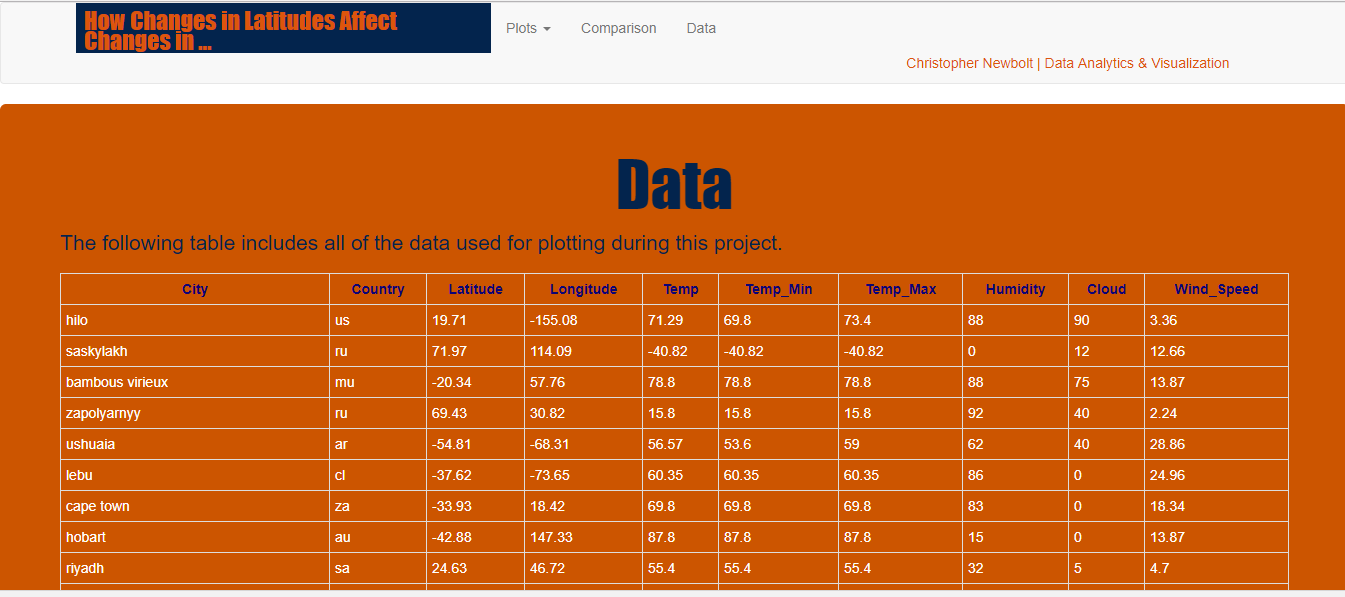 How Changes in Latitudes Affect
Changes in ...
Plots Comparison Data
Christopher Newbolt | Data Analytics & Visualization
Data
The following table includes all of the data used for plotting during this project.
City Country Latitude Longitude Temp Temp_Min Temp_Max Humidity Cloud Wind_Speed
hilo us 19.71 -155.08 71.29 69.8 73.4 88 90 3.36
saskylakh ru 71.97 114.09 -40.82 -40.82 -40.82 0 12 12.66
bambous virieux mu -20.34 57.76 78.8 78.8 78.8 88 75 13.87
zapolyarnyy ru 69.43 30.82 15.8 15.8 15.8 92 40 2.24
ushuaia ar -54.81 -68.31 56.57 53.6 59 62 40 28.86
lebu cl -37.62 -73.65 60.35 60.35 60.35 86 0 24.96
cape town za -33.93 18.42 69.8 69.8 69.8 83 0 18.34
hobart au -42.88 147.33 87.8 87.8 87.8 15 0 13.87
riyadh sa 24.63 46.72 55.4 55.4 55.4 32 5 4.7